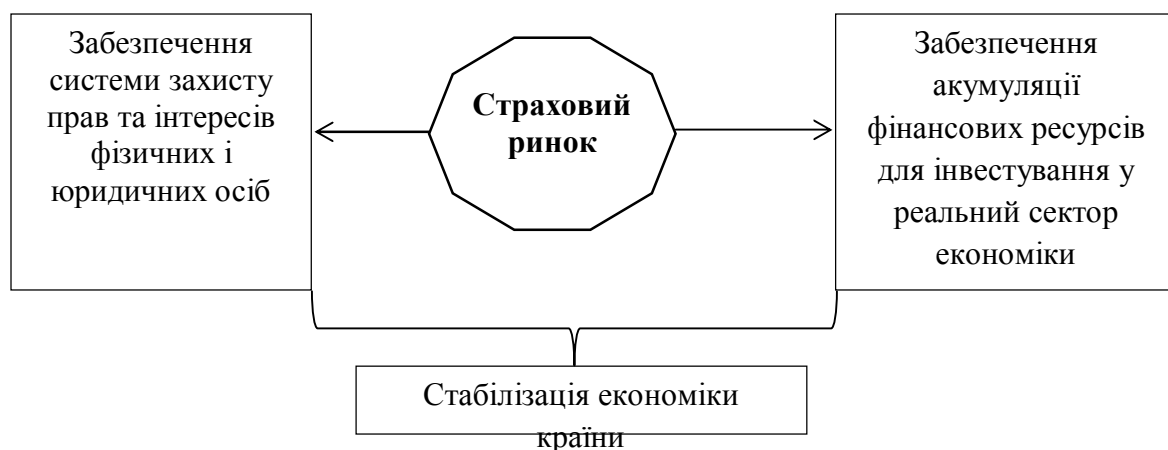 Забезпечення
системи захисту
прав та інтересів
фізичних і
юридичних осіб
Страховий
ринок
Забезпечення
акумуляції
фінансових ресурсів
для інвестування у
реальний сектор
економіки
Стабілізація економіки
країни